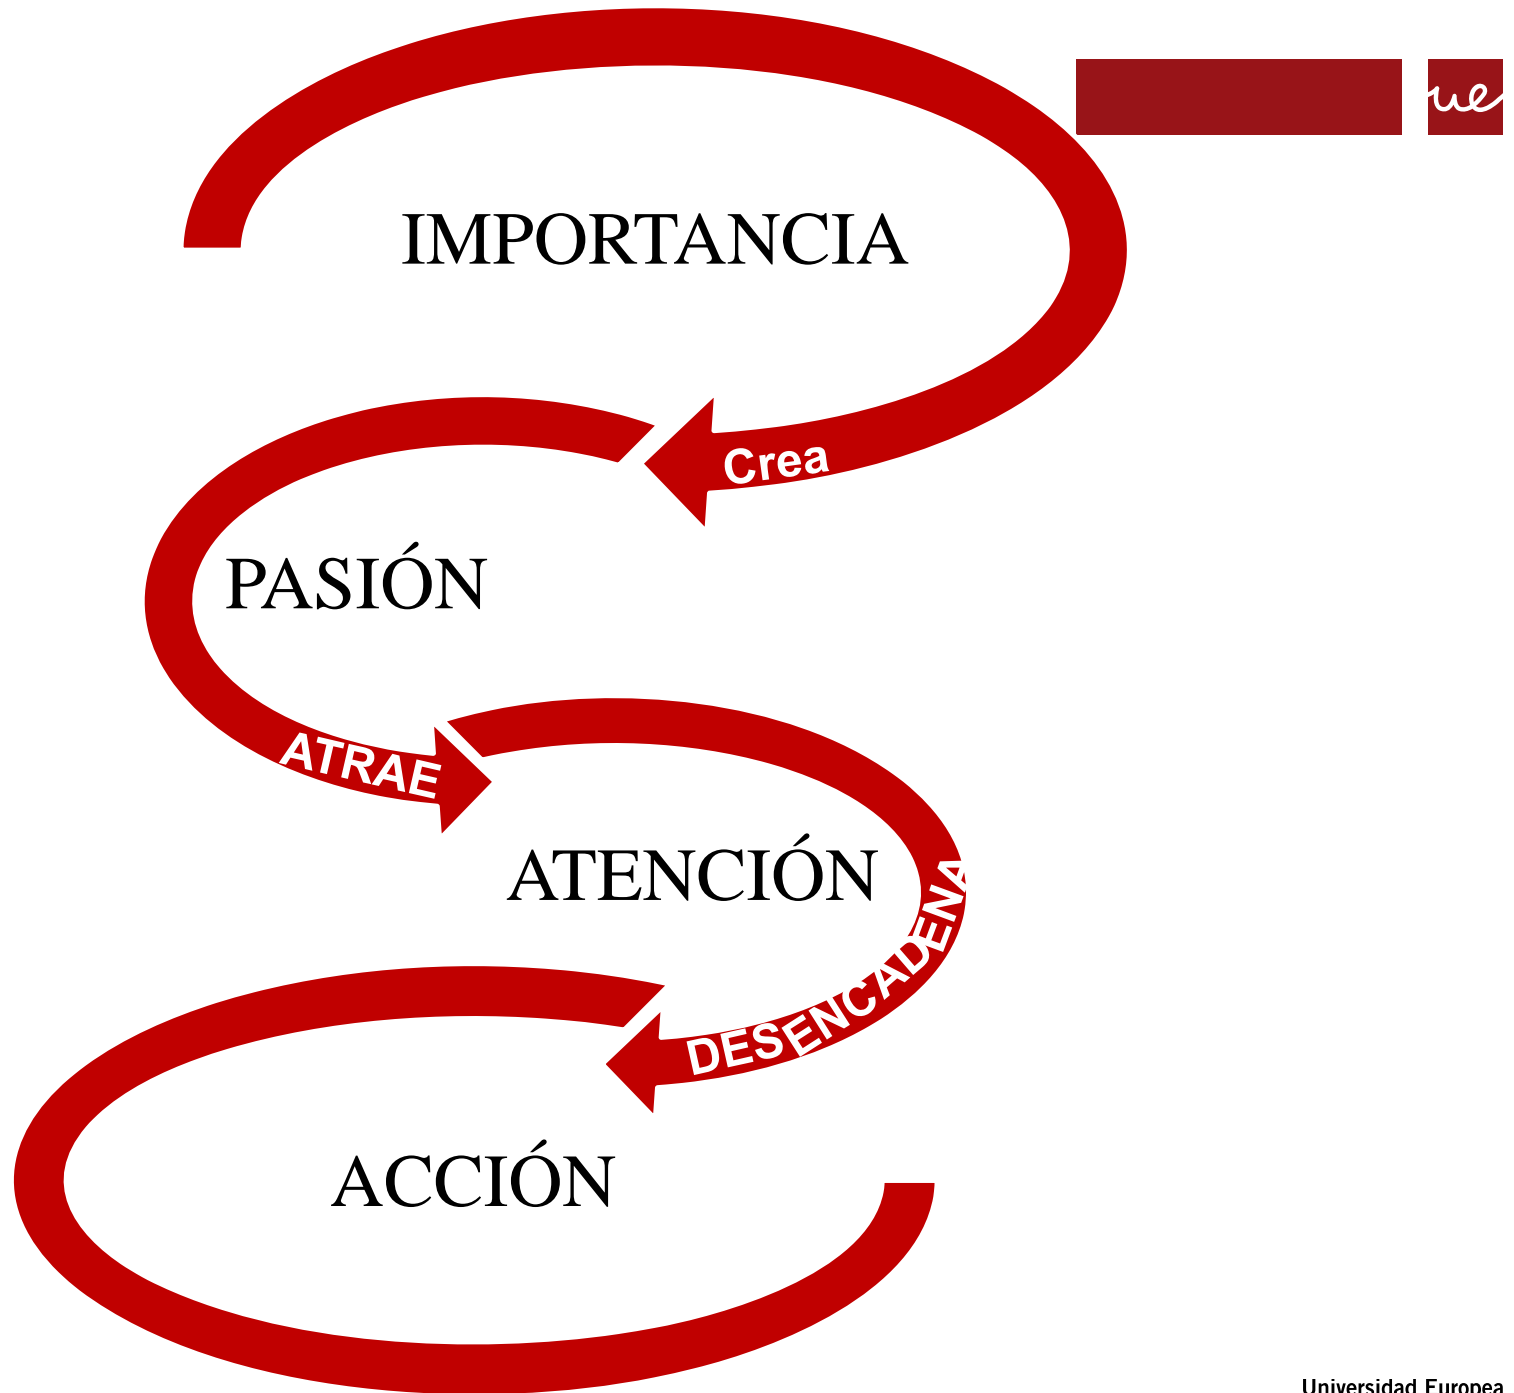 ue
IMPORTANCIA
Crea
PASIÓN
ATRAE
ATENCIÓN
DESENCADENA
ACCIÓN
Universidad Europea